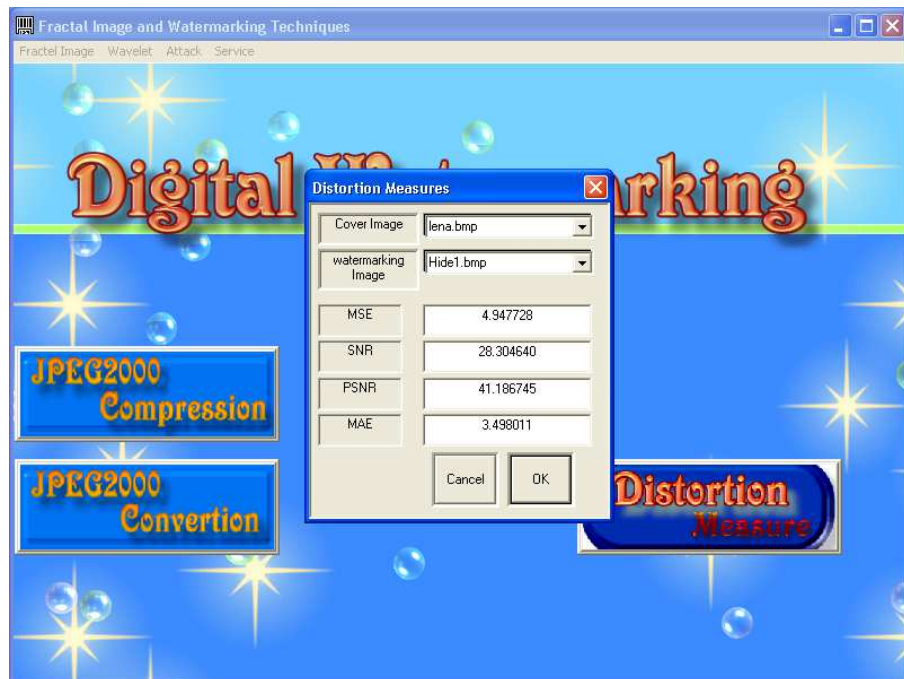 Fractal Image and Watermarking Techniques
Fractel Image Wavelet Attack Service
Digital
rking
Distortion Measures
Cover Image lena.bmp
watermarking Image Hide1.bmp
MSE 4.947728
SNR 28.304640
PSNR 41.186745
MAE 3.498011
Cancel OK
JPEG2000
Compression
JPEG2000
Convertion
Distortion
Measure